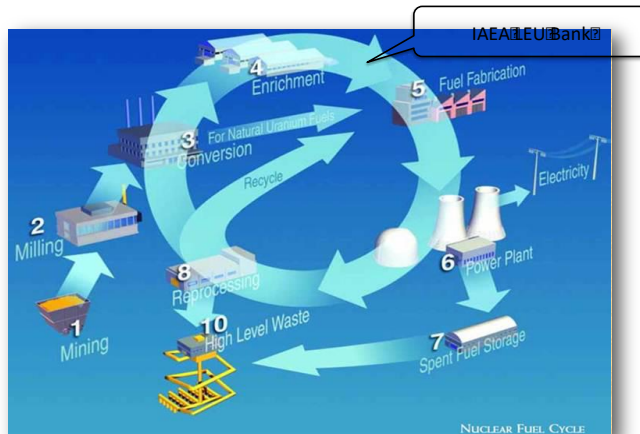 IAEA LEU Bank
4
Enrichment
5
Fuel Fabrication
3
Conversion
For Natural Uranium Fuels
Recycle
Electricity
2
Milling
6
Power Plant
8
Reprocessing
1
Mining
10
High Level Waste
7
Spent Fuel Storage
NUCLEAR FUEL CYCLE